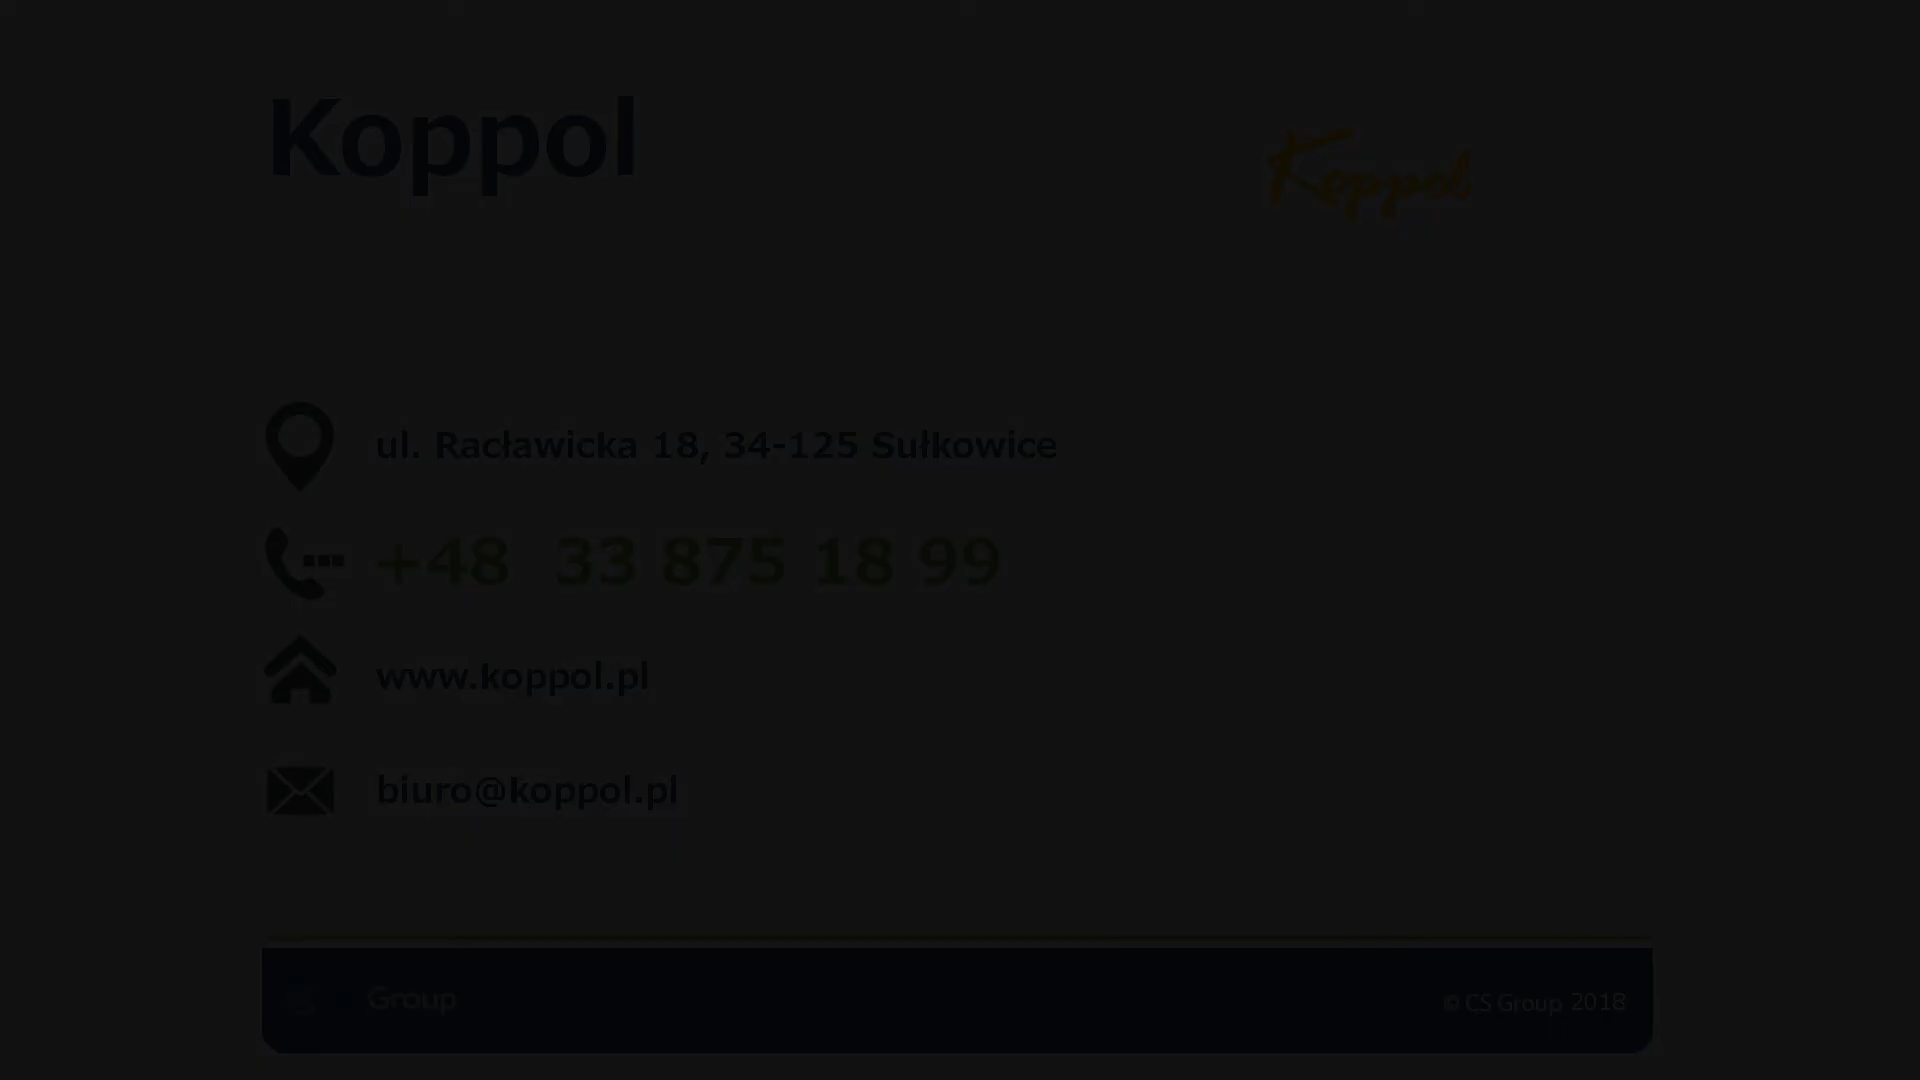 Koppol
Koppol
ul. Racławicka 18, 34-125 Sułkowice
+48 33 875 18 99
www.koppol.pl
biuro@koppol.pl
Group
© CS Group 2018